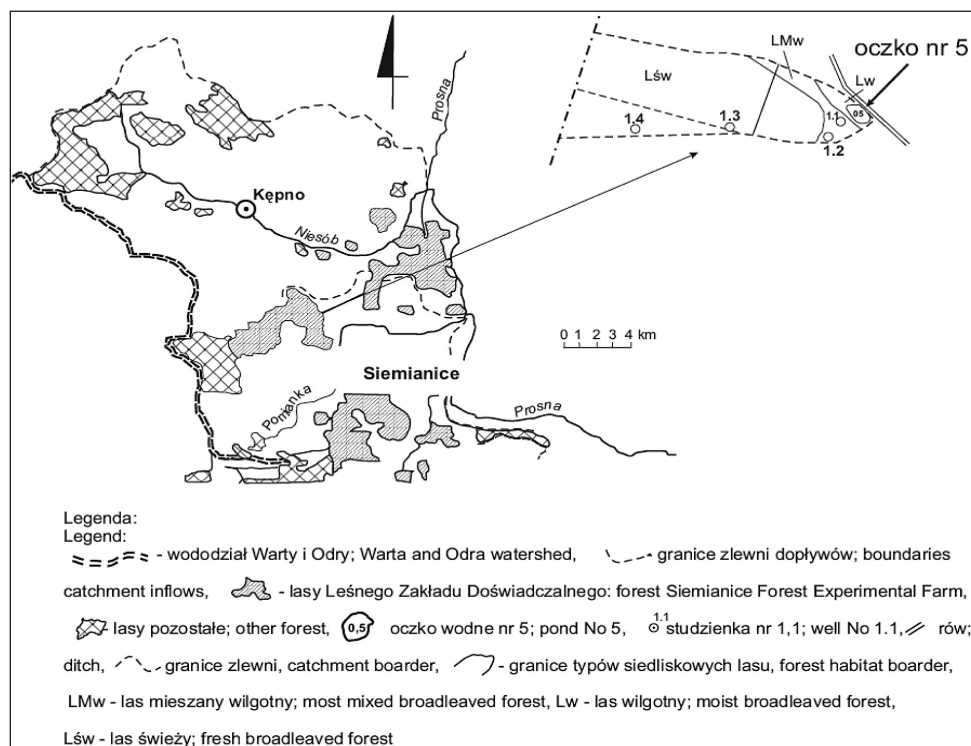 LMw
oczko nr 5
Lśw
Lw
1.1
05
1.4
1.3
1.2
Prosna
Kępno
Niesób
0 1 2 3 4 km
Siemianice
Pomianka
Prosna
Legenda:
Legend:
- wododział Warty i Odry; Warta and Odra watershed, - granice zlewni dopływów; boundaries
catchment inflows, - lasy Leśnego Zakładu Doświadczalnego: forest Siemianice Forest Experimental Farm,
lasy pozostałe; other forest, 0,5 oczko wodne nr 5; pond No 5, 1.1 studzienka nr 1,1; well No 1.1, rów;
ditch, - granice zlewni, catchment boarder, - granice typów siedliskowych lasu, forest habitat boarder,
LMw - las mieszany wilgotny; most mixed broadleaved forest, Lw - las wilgotny; moist broadleaved forest,
Lśw - las świeży; fresh broadleaved forest